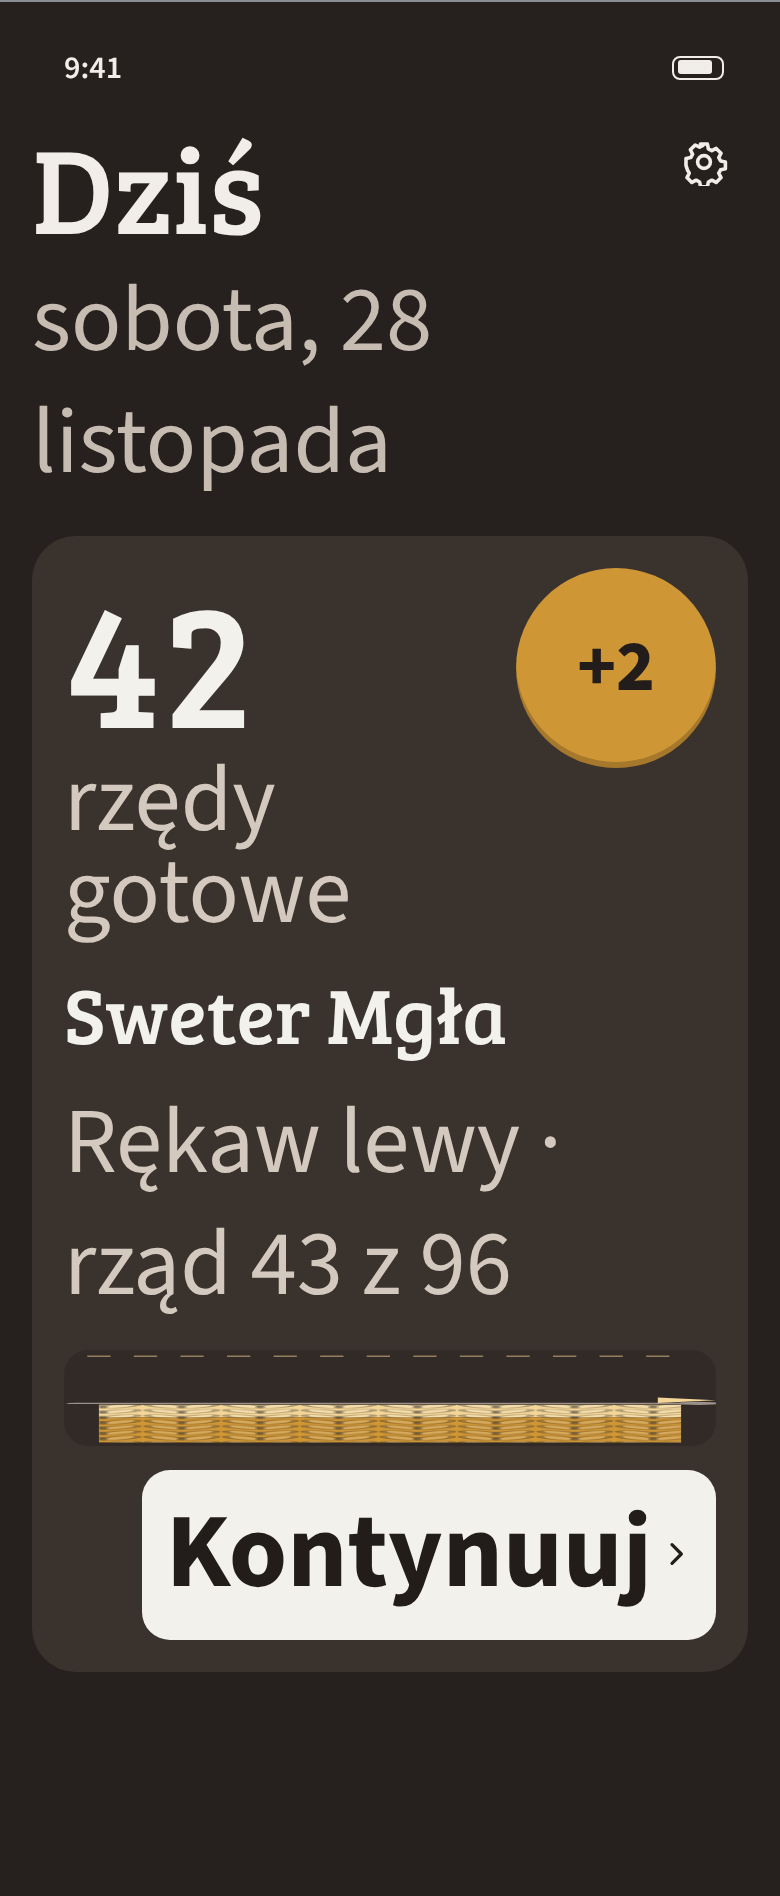 9:41
Dziś
sobota, 28
listopada
42
+2
rzędy
gotowe
Sweter Mgła
Rękaw lewy ·
rząd 43 z 96
Kontynuuj